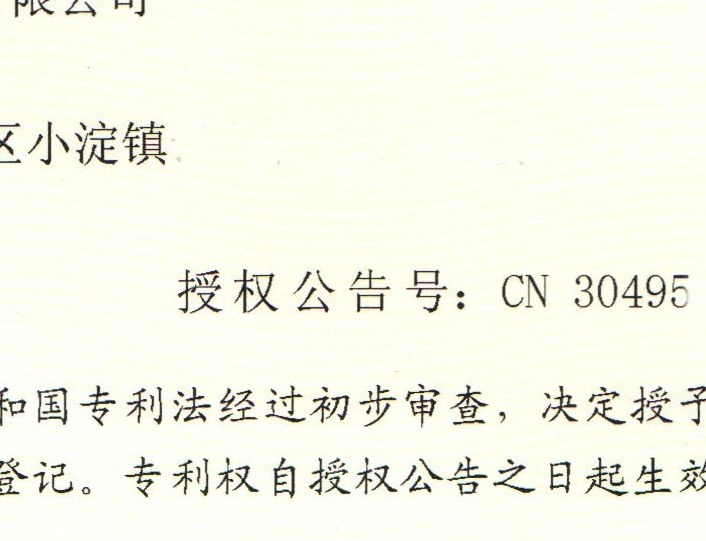 限公司
区小淀镇
授权公告号：CN 30495
和国专利法经过初步审查，决定授予
登记。专利权自授权公告之日起生效